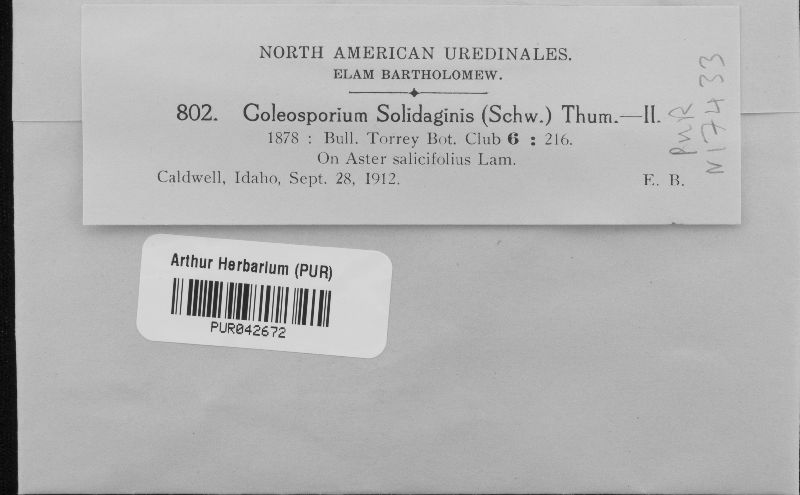 NORTH AMERICAN UREDINALES.
ELAM BARTHOLOMEW.
802. Coleosporium Solidaginis (Schw.) Thum.—II.
1878 : Bull. Torrey Bot. Club 6 : 216.
On Aster salicifolius Lam.
Caldwell, Idaho, Sept. 28, 1912. E. B.
PUR
N17433
Arthur Herbarium (PUR)
PUR042672